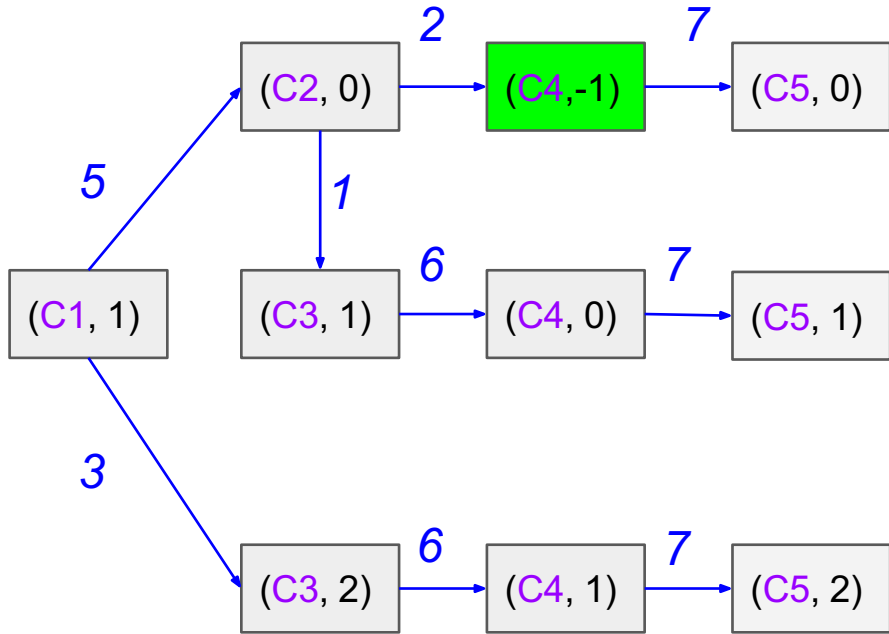 2 7
(C2, 0) (C4,-1) (C5, 0)
5 1
6 7
(C1, 1) (C3, 1) (C4, 0) (C5, 1)
3
6 7
(C3, 2) (C4, 1) (C5, 2)